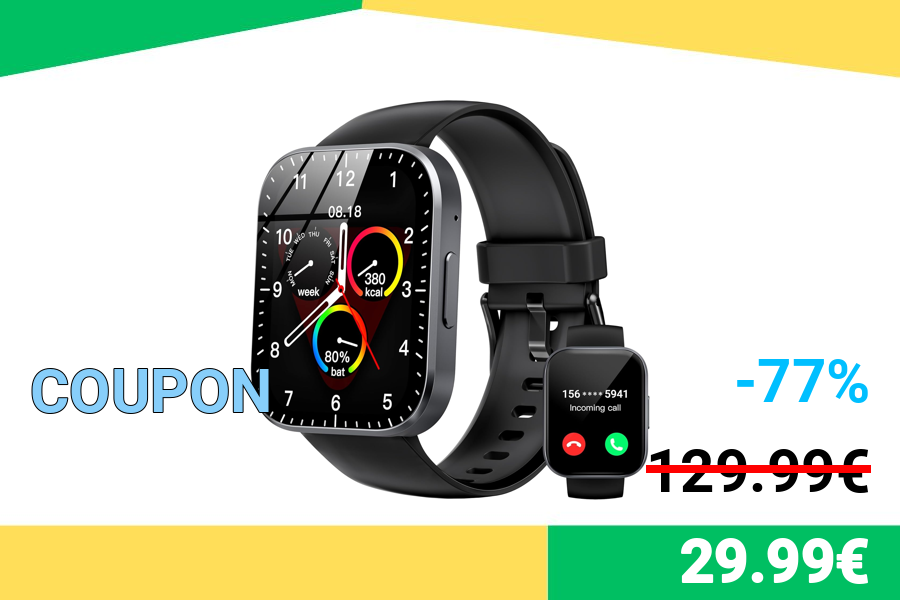 11 12 1
08.18
10 2
MON TUE WED THU FRI SAT SUN
week
380
kcal
9 3
8 4
80%
bat
7 6 5
COUPON
156****5941
Incoming call
-77%
129.99€
29.99€